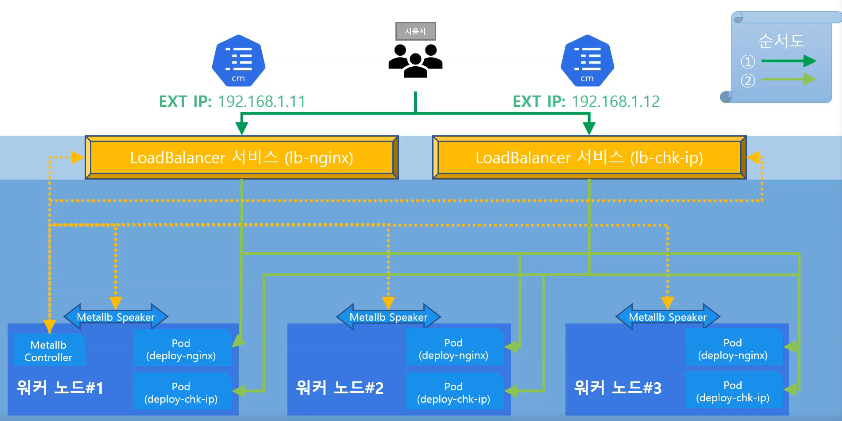 사용자
순서도
①
②
cm
cm
EXT IP: 192.168.1.11
EXT IP: 192.168.1.12
LoadBalancer 서비스 (lb-nginx)
LoadBalancer 서비스 (lb-chk-ip)
Metallb Speaker
Metallb Speaker
Metallb Speaker
Metallb
Controller
Pod
(deploy-nginx)
워커 노드#1
Pod
(deploy-chk-ip)
Pod
(deploy-nginx)
워커 노드#2
Pod
(deploy-chk-ip)
Pod
(deploy-nginx)
워커 노드#3
Pod
(deploy-chk-ip)